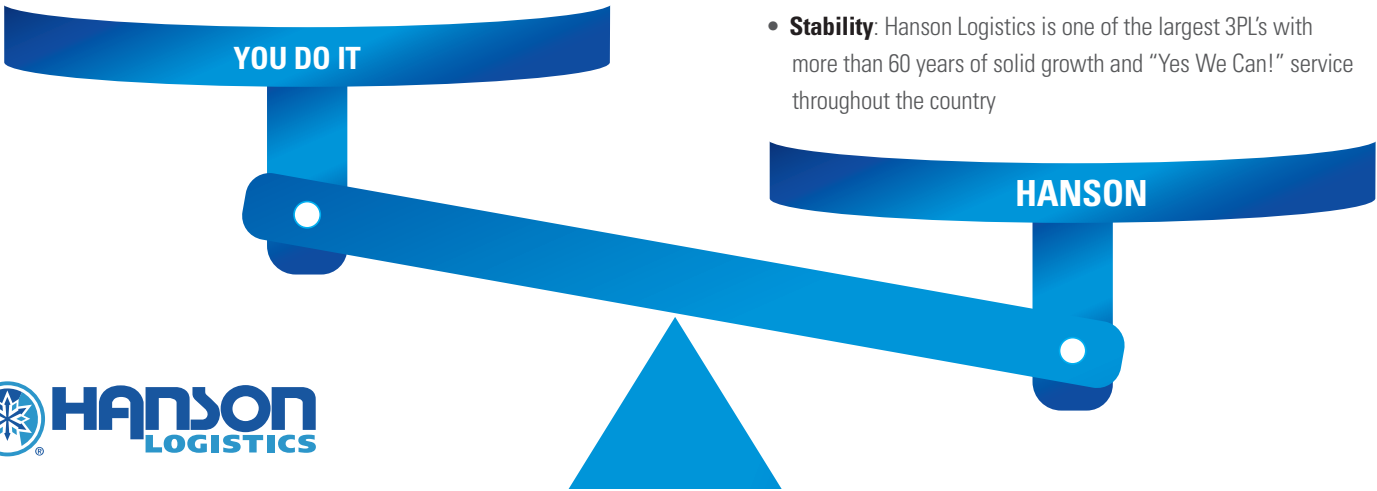 YOU DO IT
• Stability: Hanson Logistics is one of the largest 3PL's with
more than 60 years of solid growth and “Yes We Can!” service
throughout the country
HANSON
HANSON
LOGISTICS
®